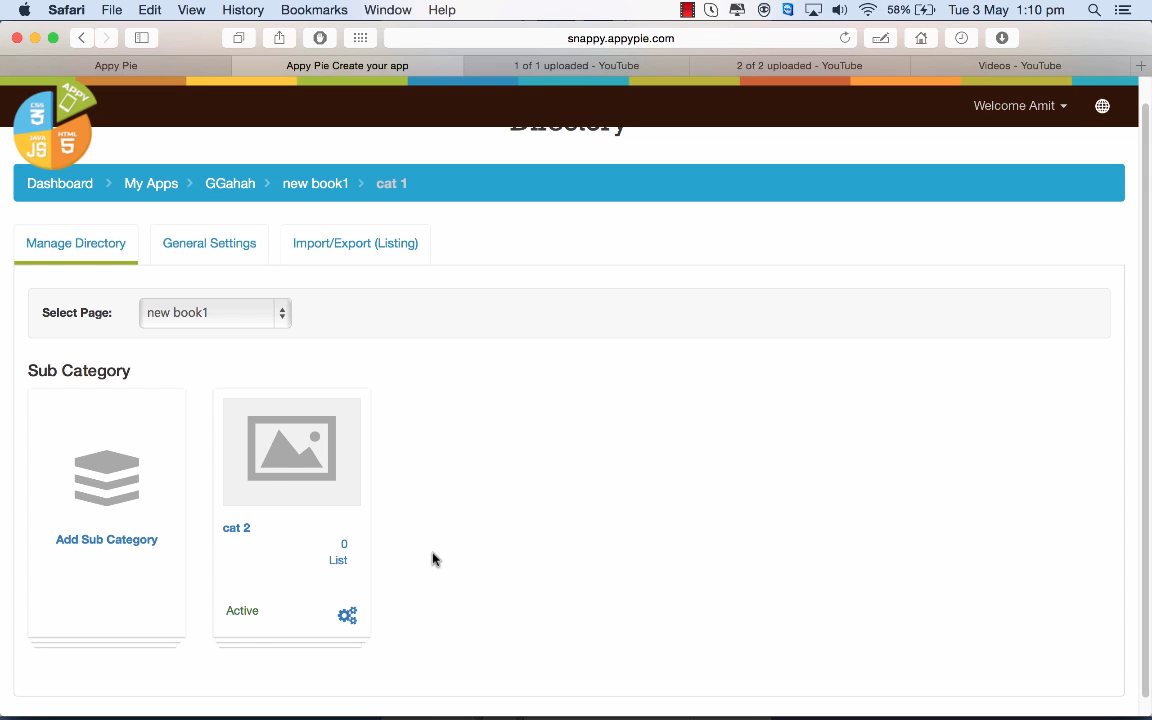 Safari File Edit View History Bookmarks Window Help 58% Tue 3 May 1:10 pm
snappy.appypie.com
Appy Pie Appy Pie Create your app 1 of 1 uploaded - YouTube 2 of 2 uploaded - YouTube Videos - YouTube
APPY
CSS
3
JAVA
JS
HTML
5
Welcome Amit
Directory
Dashboard My Apps GGahah new book1 cat 1
Manage Directory General Settings Import/Export (Listing)
Select Page: new book1
Sub Category
Add Sub Category
cat 2
0
List
Active